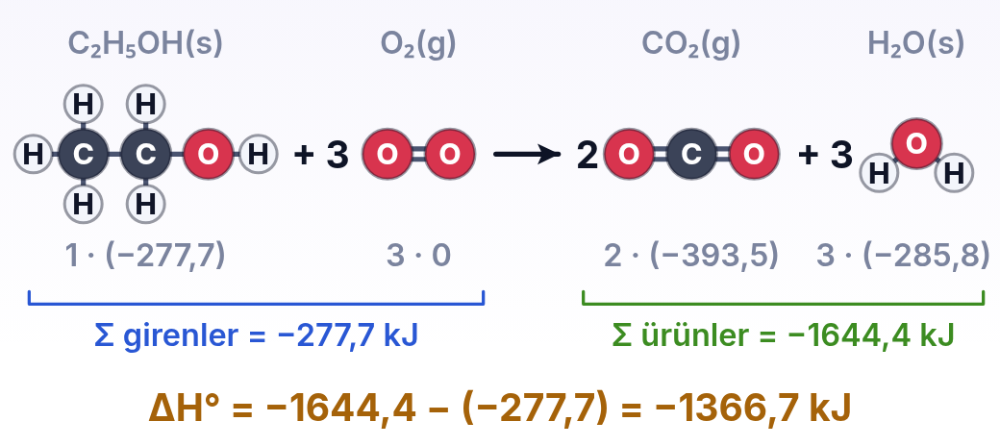 C₂H₅OH(s) O₂(g) CO₂(g) H₂O(s)
H H
H C C O H + 3 O O → 2 O C O + 3 O H H
H H
1 · (−277,7) 3 · 0 2 · (−393,5) 3 · (−285,8)
Σ girenler = −277,7 kJ Σ ürünler = −1644,4 kJ
ΔH° = −1644,4 − (−277,7) = −1366,7 kJ